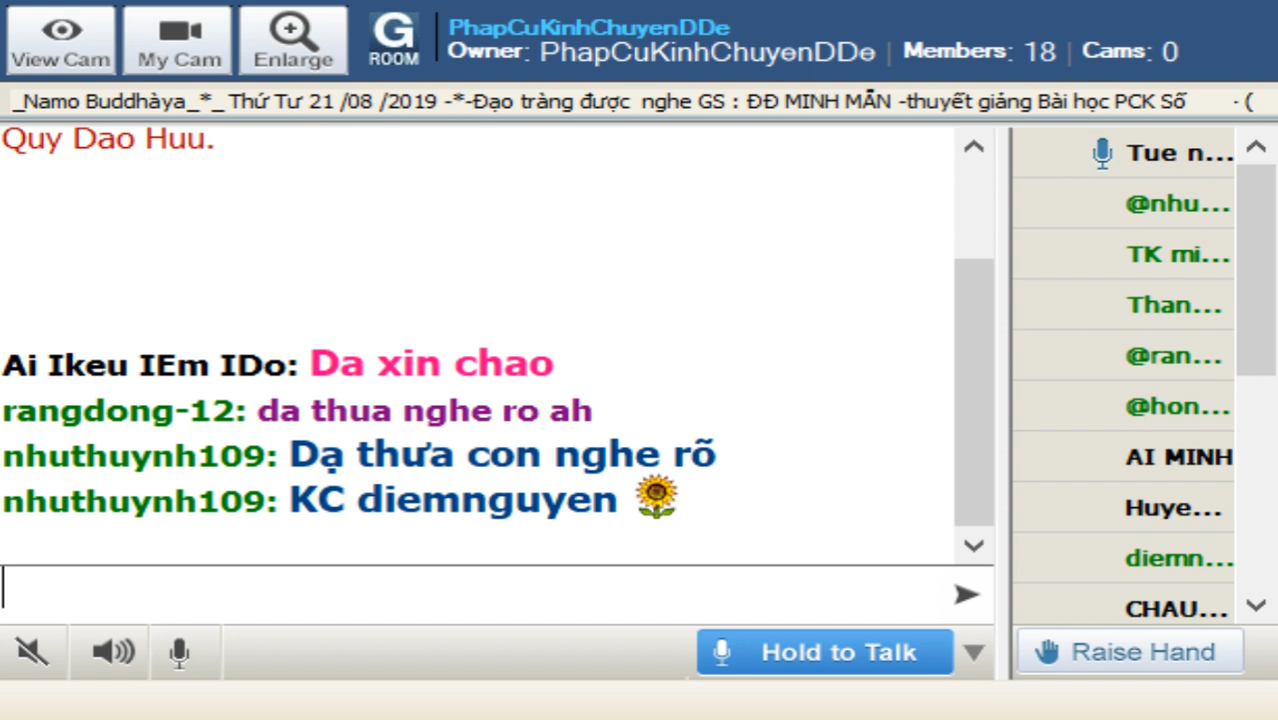 View Cam
My Cam
Enlarge
G
ROOM
PhapCuKinhChuyenDDe
Owner: PhapCuKinhChuyenDDe | Members: 18 | Cams: 0
_Namo Buddhàya_*_ Thứ Tư 21 /08 /2019 -*-Đạo tràng được nghe GS : ĐĐ MINH MẪN -thuyết giảng Bài học PCK Số - (
Quy Dao Huu.
Ai Ikeu IEm IDo: Da xin chao
rangdong-12: da thua nghe ro ah
nhuthuynh109: Dạ thưa con nghe rõ
nhuthuynh109: KC diemnguyen
Tue n...
@nhu...
TK mi...
Than...
@ran...
@hon...
AI MINH
Huye...
diemn...
CHAU...
Hold to Talk
Raise Hand